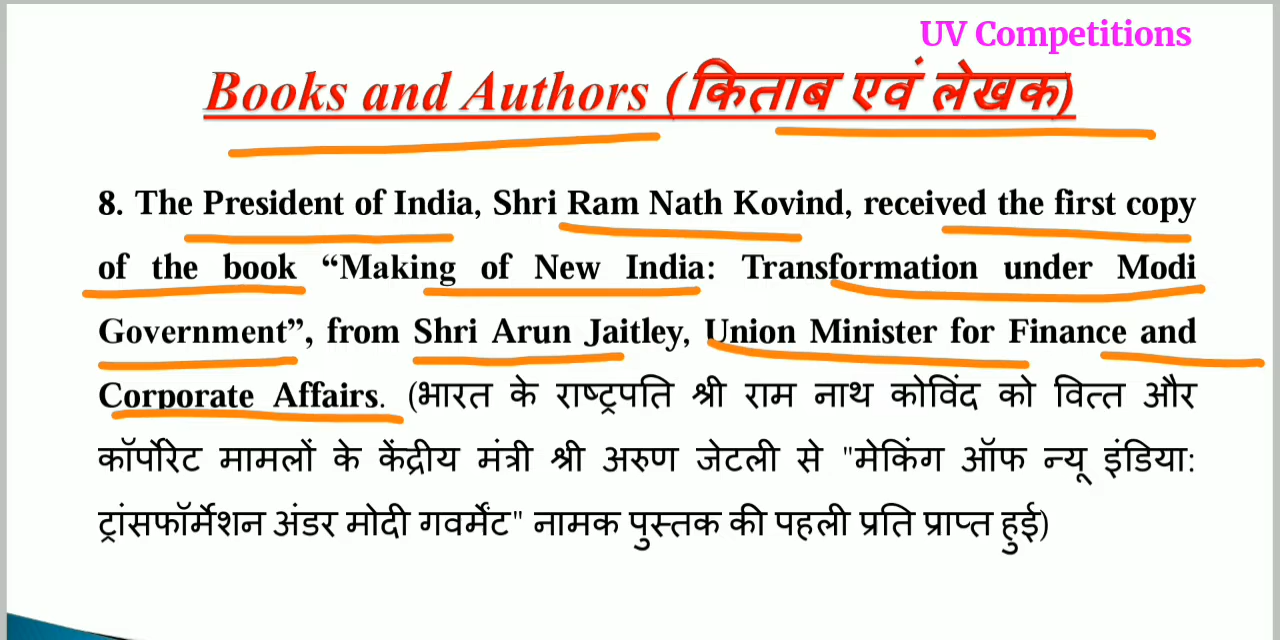 UV Competitions
Books and Authors (किताब एवं लेखक)
8. The President of India, Shri Ram Nath Kovind, received the first copy
of the book “Making of New India: Transformation under Modi
Government”, from Shri Arun Jaitley, Union Minister for Finance and
Corporate Affairs. (भारत के राष्ट्रपति श्री राम नाथ कोविंद को वित्त और
कॉर्पोरेट मामलों के केंद्रीय मंत्री श्री अरुण जेटली से "मेकिंग ऑफ न्यू इंडिया:
ट्रांसफॉर्मेशन अंडर मोदी गवर्मेंट" नामक पुस्तक की पहली प्रति प्राप्त हुई)